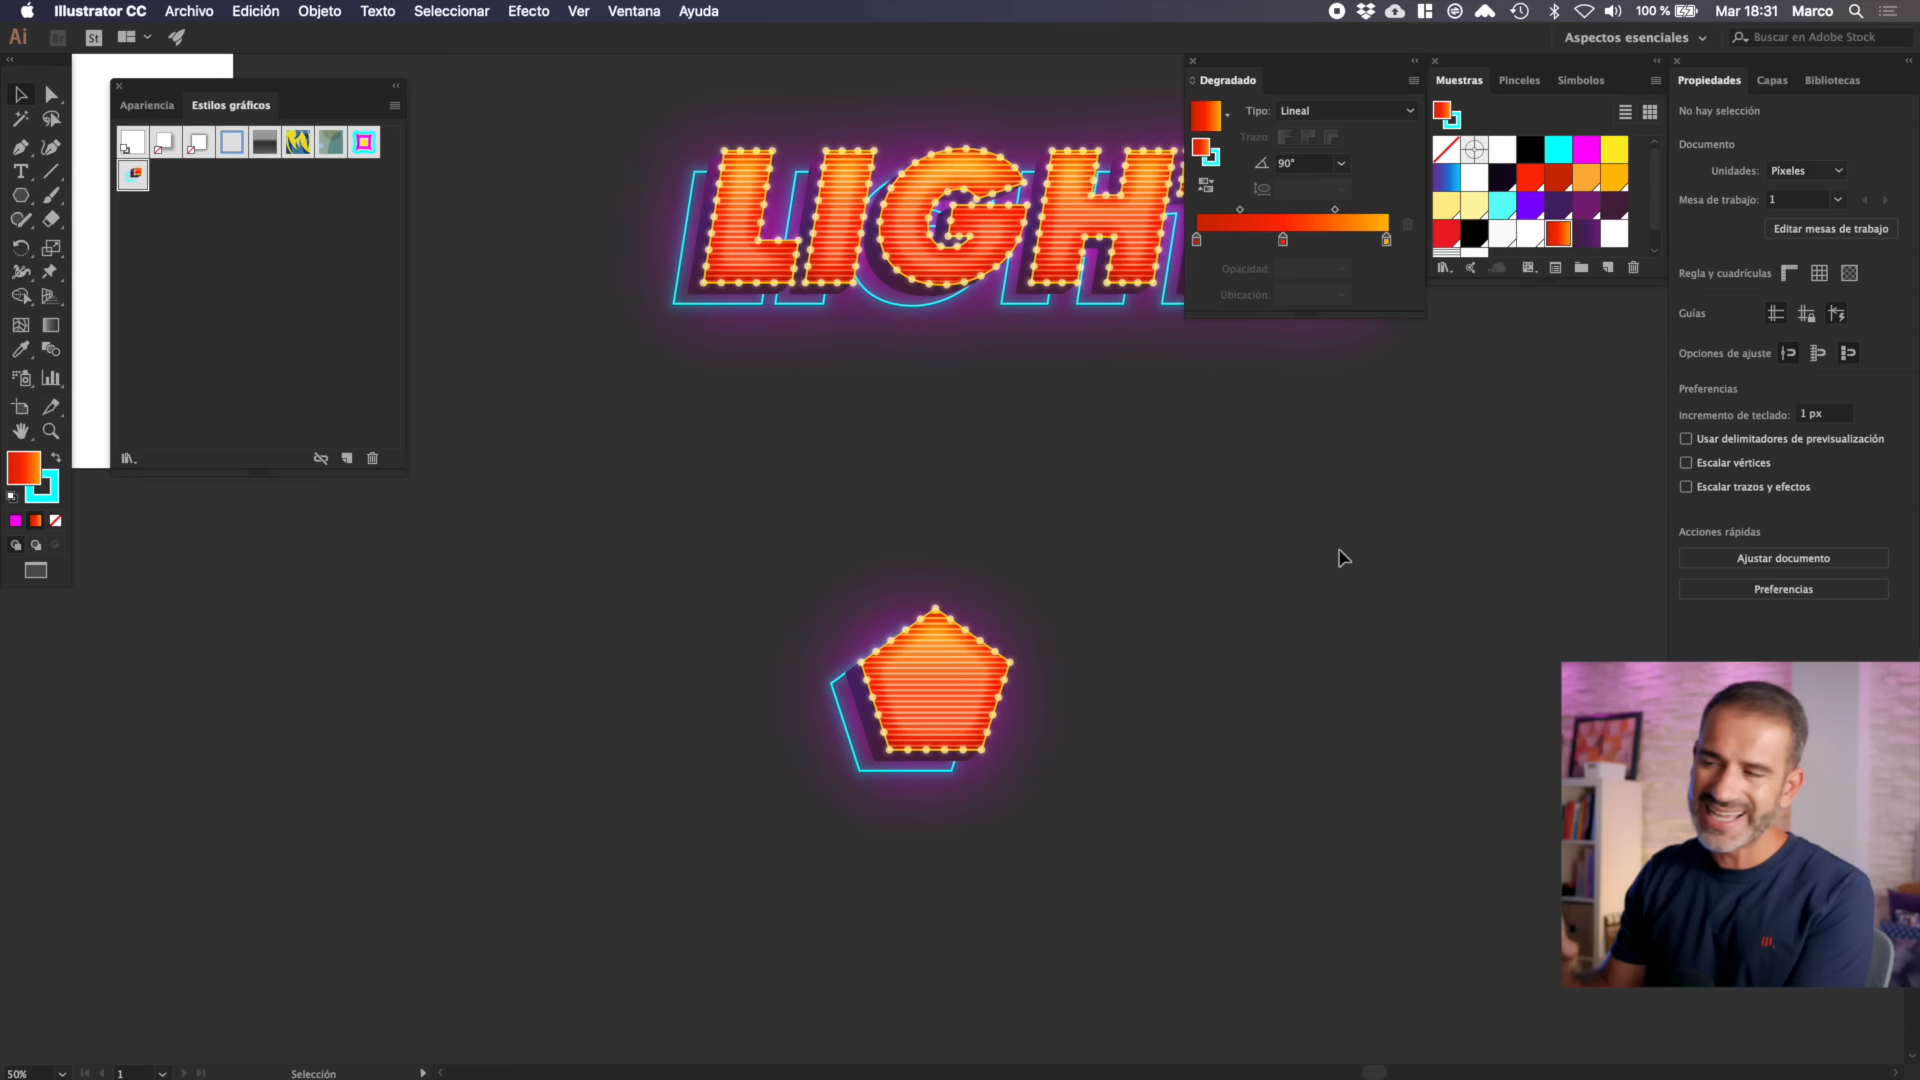 Illustrator CC Archivo Edición Objeto Texto Seleccionar Efecto Ver Ventana Ayuda
100 % Mar 18:31 Marco
Ai Br St Aspectos esenciales Buscar en Adobe Stock
Apariencia Estilos gráficos
LIGH
Degradado
Tipo: Lineal
Trazo:
90°
Opacidad:
Ubicación:
Muestras Pinceles Símbolos
Propiedades Capas Bibliotecas
No hay selección
Documento
Unidades: Píxeles
Mesa de trabajo: 1
Editar mesas de trabajo
Regla y cuadrículas
Guías
Opciones de ajuste
Preferencias
Incremento de teclado: 1 px
Usar delimitadores de previsualización
Escalar vértices
Escalar trazos y efectos
Acciones rápidas
Ajustar documento
Preferencias
m.
50% 1 Selección